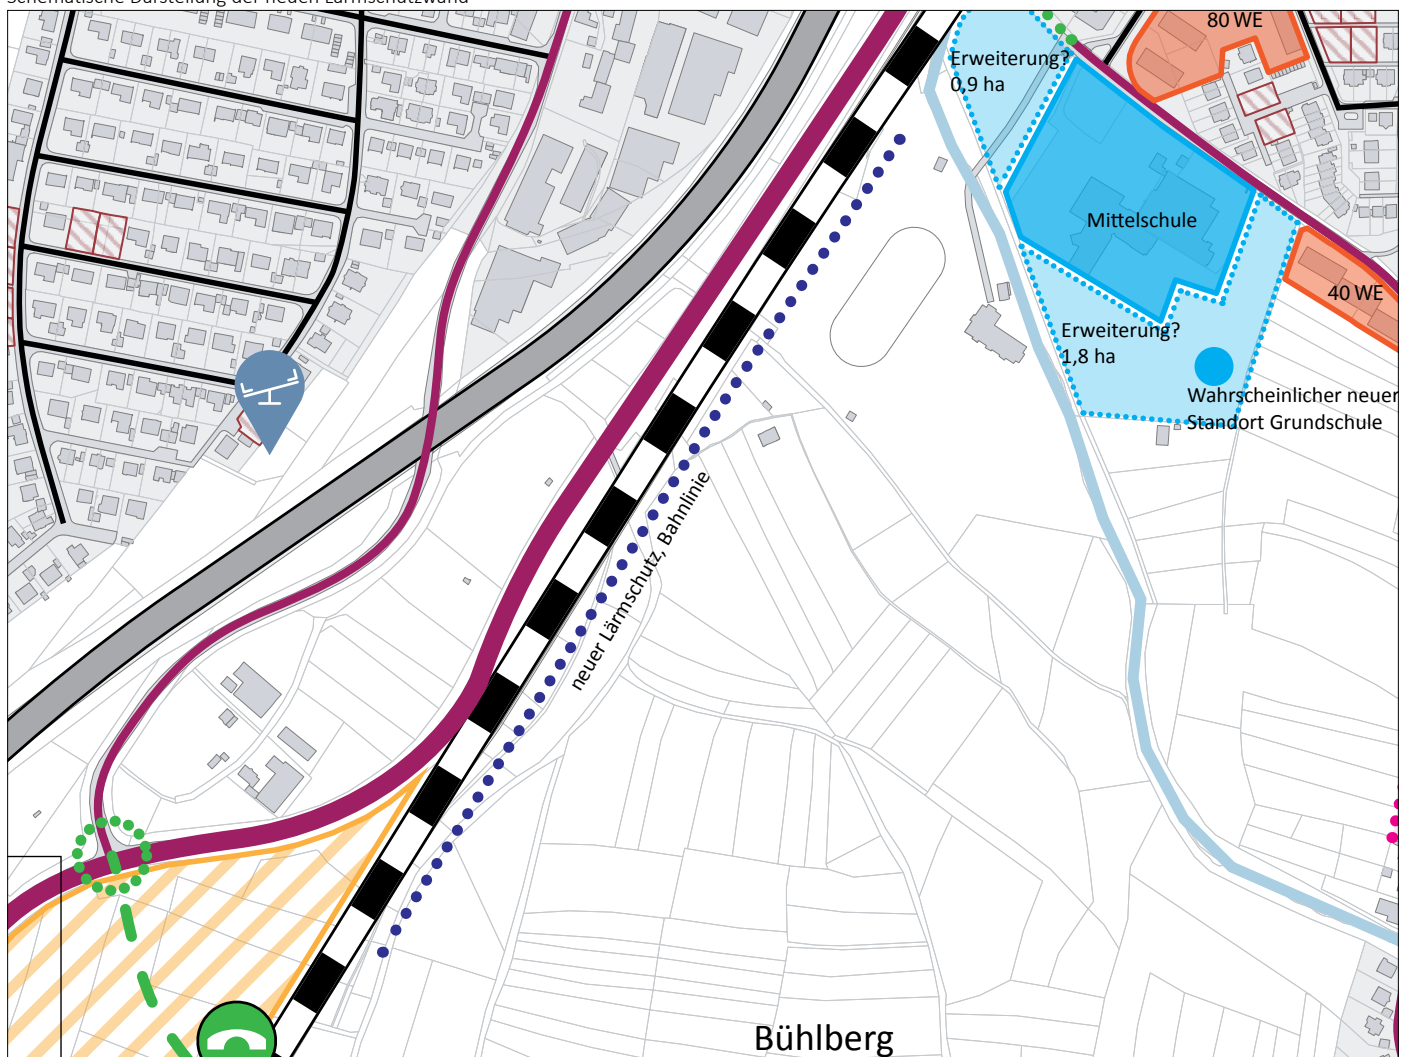 Schematische Darstellung der neuen Lärmschutzwand
80 WE
Erweiterung?
0,9 ha
Mittelschule
40 WE
Erweiterung?
1,8 ha
Wahrscheinlicher neuer
Standort Grundschule
neuer Lärmschutz, Bahnlinie
Bühlberg